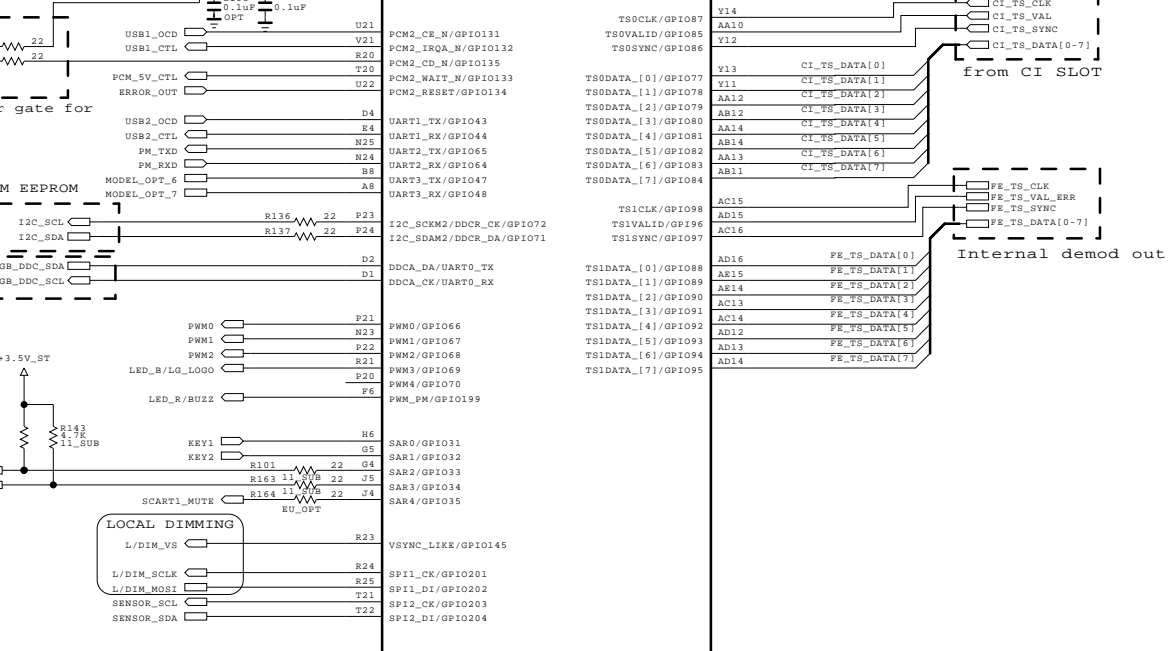 0.1uF
OPT
0.1uF
22
22
r gate for
M EEPROM
USB1_OCD
USB1_CTL
PCM_5V_CTL
ERROR_OUT
USB2_OCD
USB2_CTL
PM_TXD
PM_RXD
MODEL_OPT_6
MODEL_OPT_7
I2C_SCL
I2C_SDA
R136 22
R137 22
GB_DDC_SDA
GB_DDC_SCL
PWM0
PWM1
PWM2
LED_B/LG_LOGO
LED_R/BUZZ
+3.5V_ST
R143
4.7K
11_SUB
KEY1
KEY2
R101 22
11_SUB
R163 22
11_SUB
R164 22
EU_OPT
SCART1_MUTE
LOCAL DIMMING
L/DIM_VS
L/DIM_SCLK
L/DIM_MOSI
SENSOR_SCL
SENSOR_SDA
U21 PCM2_CE_N/GPIO131
V21 PCM2_IRQA_N/GPIO132
R20 PCM2_CD_N/GPIO135
T20 PCM2_WAIT_N/GPIO133
U22 PCM2_RESET/GPIO134
D4 UART1_TX/GPIO43
E4 UART1_RX/GPIO44
N25 UART2_TX/GPIO65
N24 UART2_RX/GPIO64
B8 UART3_TX/GPIO47
A8 UART3_RX/GPIO48
P23 I2C_SCKM2/DDCR_CK/GPIO72
P24 I2C_SDAM2/DDCR_DA/GPIO71
D2 DDCA_DA/UART0_TX
D1 DDCA_CK/UART0_RX
P21 PWM0/GPIO66
N23 PWM1/GPIO67
P22 PWM2/GPIO68
R21 PWM3/GPIO69
P20 PWM4/GPIO70
F6 PWM_PM/GPIO199
H6 SAR0/GPIO31
G5 SAR1/GPIO32
G4 SAR2/GPIO33
J5 SAR3/GPIO34
J4 SAR4/GPIO35
R23 VSYNC_LIKE/GPIO145
R24 SPI1_CK/GPIO201
R25 SPI1_DI/GPIO202
T21 SPI2_CK/GPIO203
T22 SPI2_DI/GPIO204
TS0CLK/GPIO87 Y14
TS0VALID/GPIO85 AA10
TS0SYNC/GPIO86 Y12
TS0DATA_[0]/GPIO77 Y13 CI_TS_DATA[0]
TS0DATA_[1]/GPIO78 Y11 CI_TS_DATA[1]
TS0DATA_[2]/GPIO79 AA12 CI_TS_DATA[2]
TS0DATA_[3]/GPIO80 AB12 CI_TS_DATA[3]
TS0DATA_[4]/GPIO81 AA14 CI_TS_DATA[4]
TS0DATA_[5]/GPIO82 AB14 CI_TS_DATA[5]
TS0DATA_[6]/GPIO83 AA13 CI_TS_DATA[6]
TS0DATA_[7]/GPIO84 AB11 CI_TS_DATA[7]
TS1CLK/GPIO98 AC15
TS1VALID/GPI96 AD15
TS1SYNC/GPIO97 AC16
TS1DATA_[0]/GPIO88 AD16 FE_TS_DATA[0]
TS1DATA_[1]/GPIO89 AE15 FE_TS_DATA[1]
TS1DATA_[2]/GPIO90 AE14 FE_TS_DATA[2]
TS1DATA_[3]/GPIO91 AC13 FE_TS_DATA[3]
TS1DATA_[4]/GPIO92 AC14 FE_TS_DATA[4]
TS1DATA_[5]/GPIO93 AD12 FE_TS_DATA[5]
TS1DATA_[6]/GPIO94 AD13 FE_TS_DATA[6]
TS1DATA_[7]/GPIO95 AD14 FE_TS_DATA[7]
CI_TS_CLK
CI_TS_VAL
CI_TS_SYNC
CI_TS_DATA[0-7]
from CI SLOT
FE_TS_CLK
FE_TS_VAL_ERR
FE_TS_SYNC
FE_TS_DATA[0-7]
Internal demod out